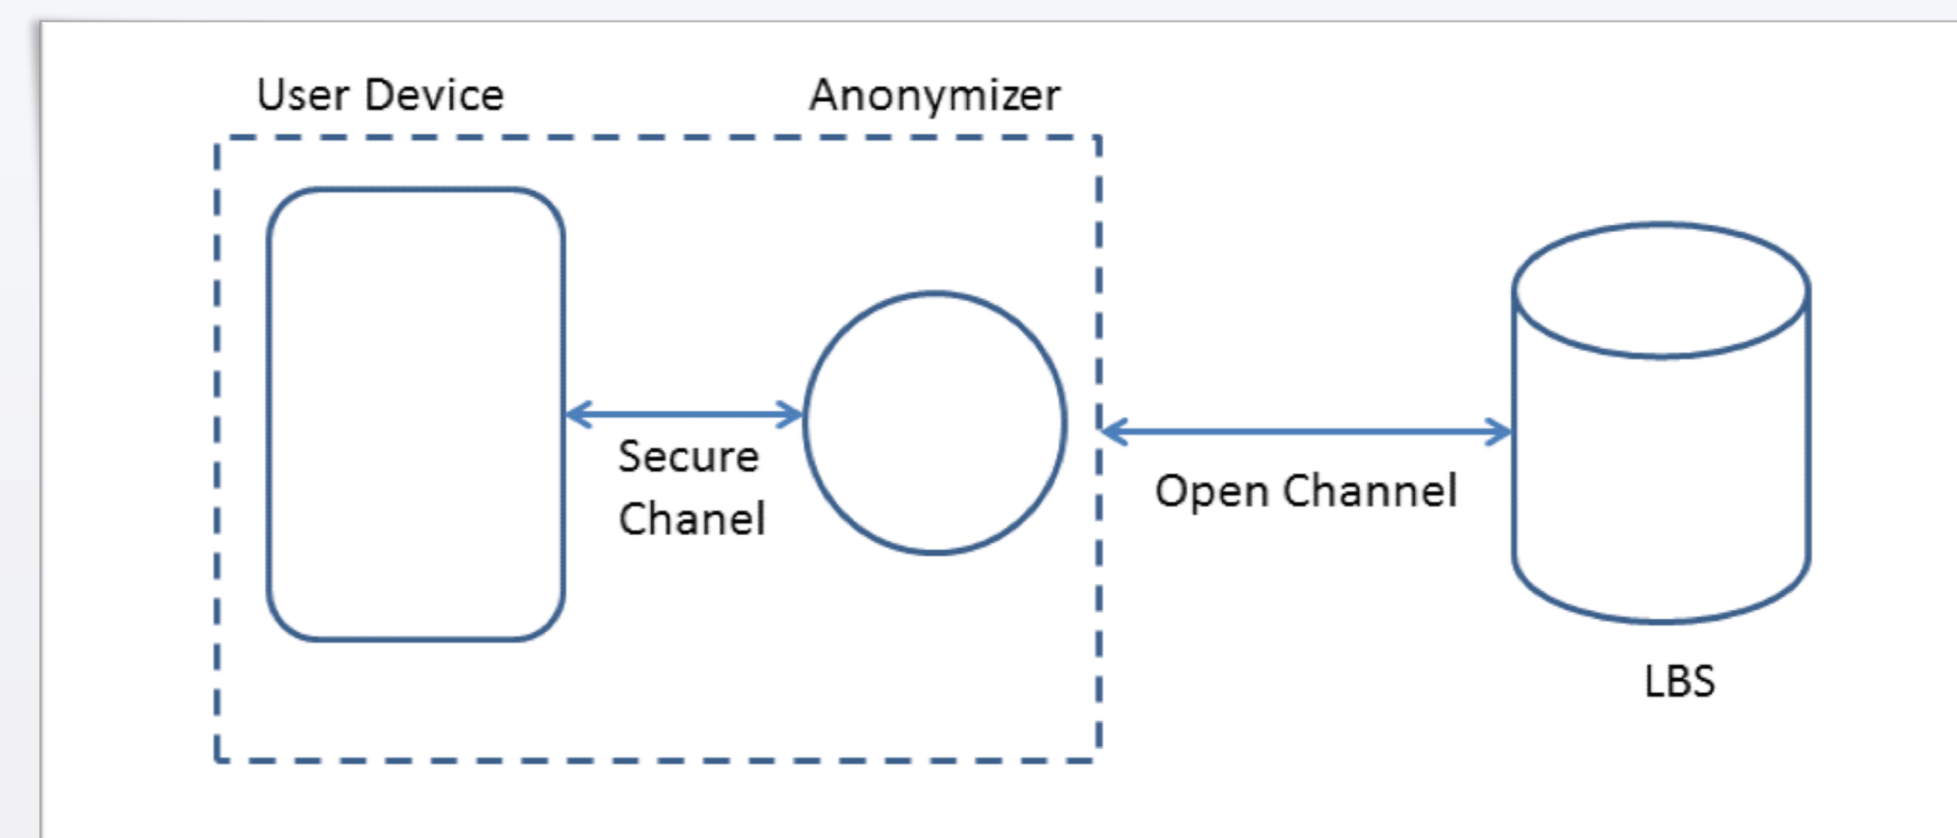 User Device
Anonymizer
Secure
Chanel
Open Channel
LBS